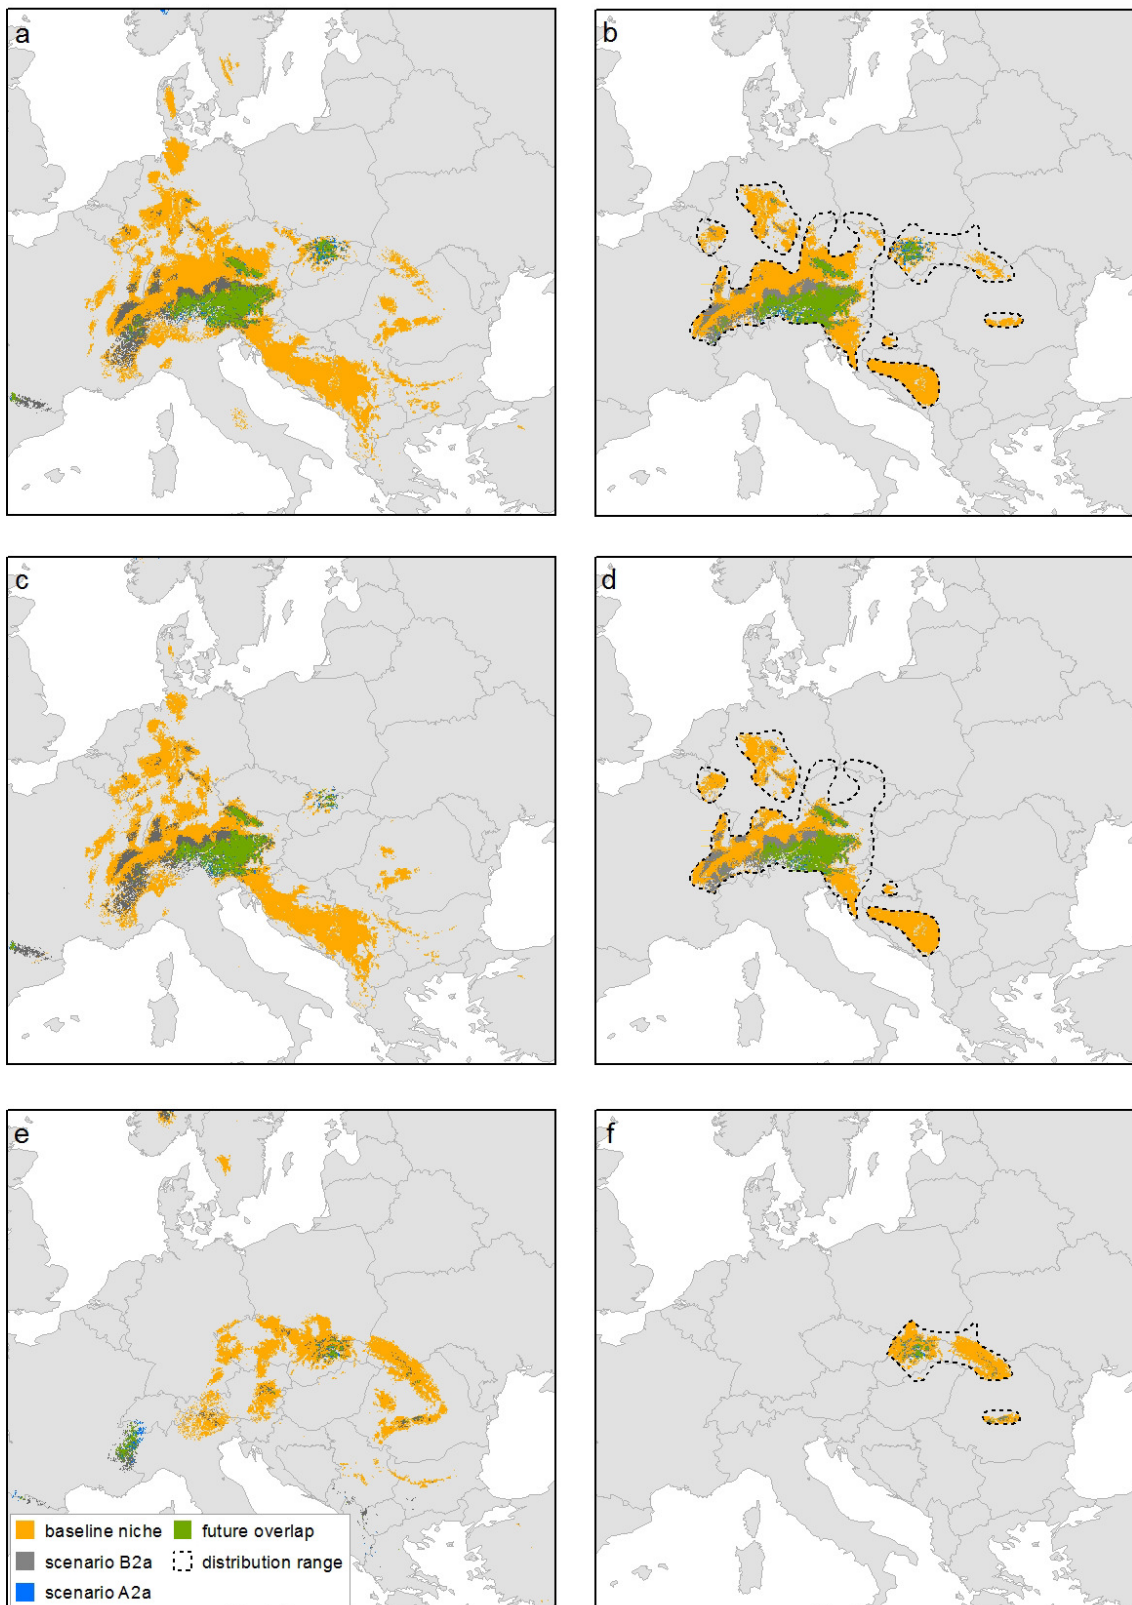 a
b
c
d
e
f
baseline niche
future overlap
scenario B2a
distribution range
scenario A2a